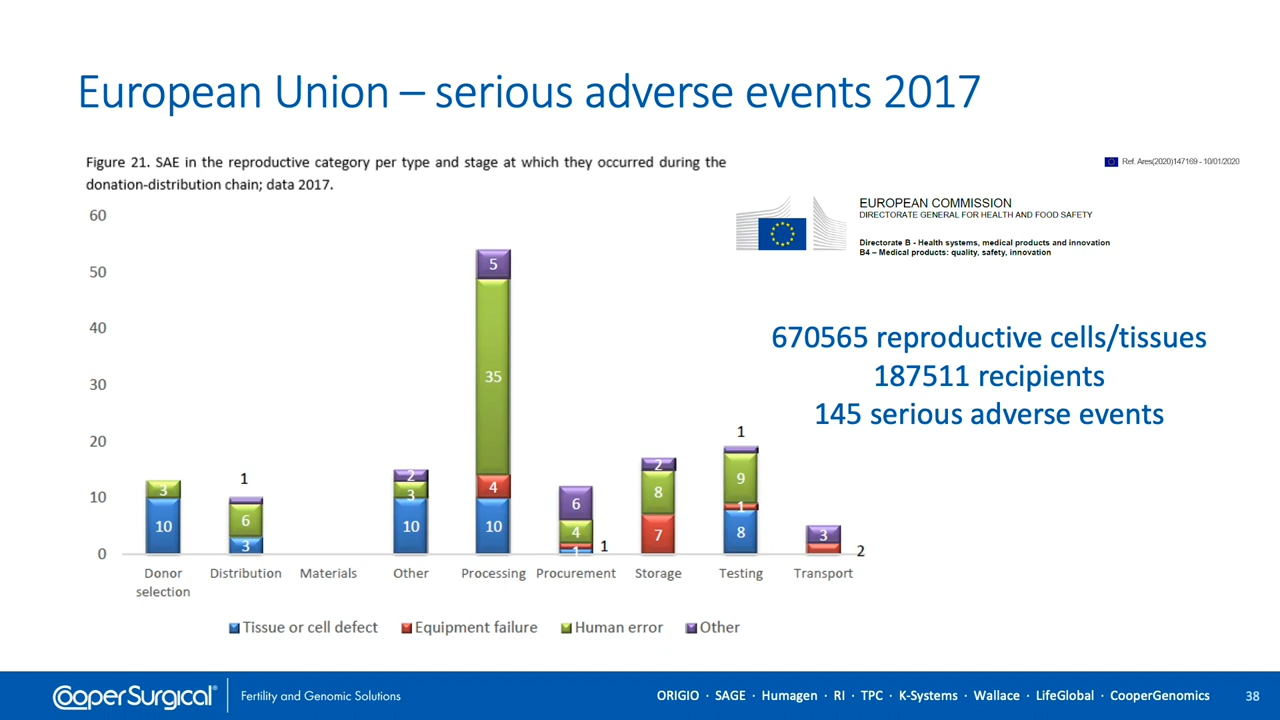 European Union – serious adverse events 2017
Figure 21. SAE in the reproductive category per type and stage at which they occurred during the
donation-distribution chain; data 2017.
Ref. Ares(2020)147169 - 10/01/2020
EUROPEAN COMMISSION
DIRECTORATE GENERAL FOR HEALTH AND FOOD SAFETY
Directorate B - Health systems, medical products and innovation
B4 – Medical products: quality, safety, innovation
670565 reproductive cells/tissues
187511 recipients
145 serious adverse events
60
50
40
30
20
10
0
3
10
1
6
3
2
3
10
5
35
4
10
6
4
1
1
2
8
7
1
9
1
8
3
2
Donor selection
Distribution
Materials
Other
Processing
Procurement
Storage
Testing
Transport
Tissue or cell defect
Equipment failure
Human error
Other
CooperSurgical®
Fertility and Genomic Solutions
ORIGIO · SAGE · Humagen · RI · TPC · K-Systems · Wallace · LifeGlobal · CooperGenomics
38